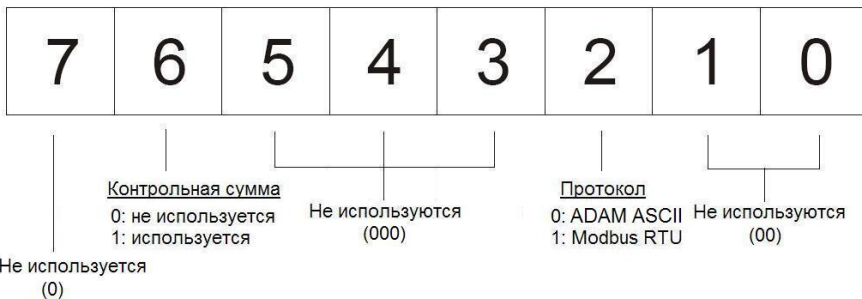 7 6 5 4 3 2 1 0
Контрольная сумма
0: не используется
1: используется
Не используются
(000)
Протокол
0: ADAM ASCII
1: Modbus RTU
Не используются
(00)
Не используется
(0)